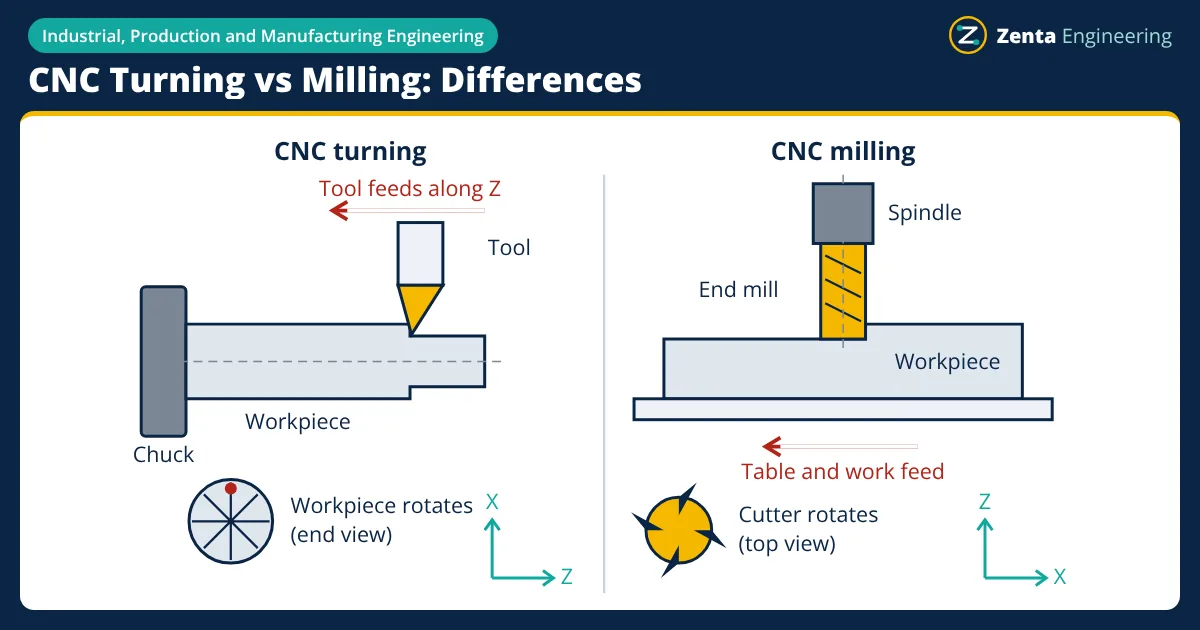 Industrial, Production and Manufacturing Engineering
Zenta Engineering
CNC Turning vs Milling: Differences
CNC turning
Tool feeds along Z
Tool
Workpiece
Chuck
Workpiece rotates
(end view)
X
Z
CNC milling
Spindle
End mill
Workpiece
Table and work feed
Cutter rotates
(top view)
Z
X